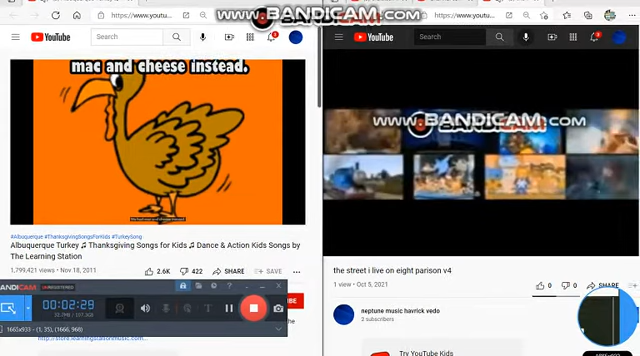 https://www.youtu...
https://www.youtu...
www.BANDICAM.com
YouTube
Search
YouTube
Search
mac and cheese instead.
www.BANDICAM.com
#Albuquerque #ThanksgivingSongsForKids #TurkeySong
Albuquerque Turkey ♫ Thanksgiving Songs for Kids ♫ Dance & Action Kids Songs by
The Learning Station
1,799,421 views • Nov 18, 2011
2.6K
422
SHARE
SAVE
the street i live on eight parison v4
1 view • Oct 5, 2021
0
0
SHARE
neptune music havrick vedo
2 subscribers
Try YouTube Kids
ANDICAM
UNREGISTERED
00:02:29
1665x933 - (1, 35), (1666, 968)
http://store.learningstationmusic.com/